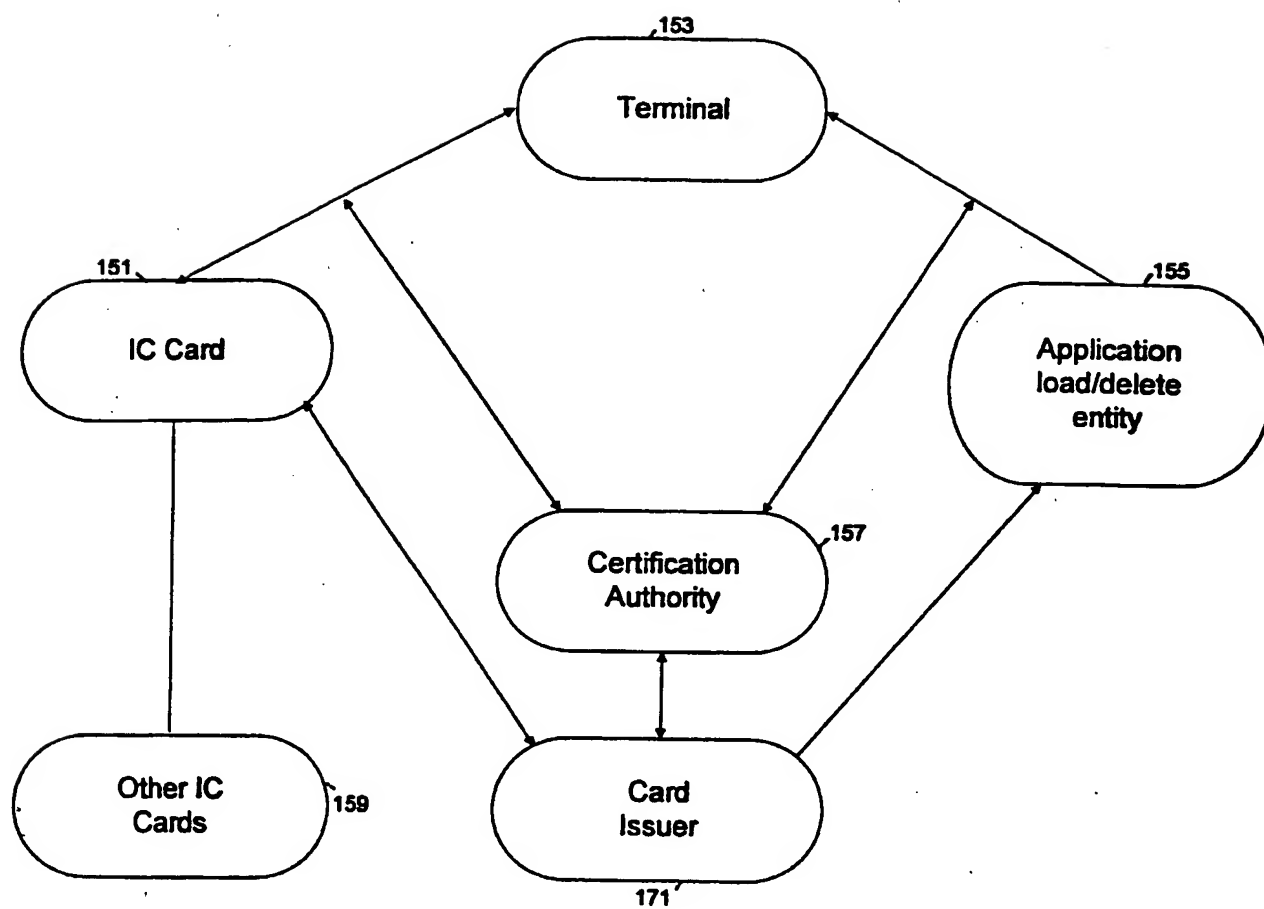 153
Terminal
151
IC Card
155
Application
load/delete
entity
157
Certification
Authority
Other IC
Cards
159
Card
Issuer
171